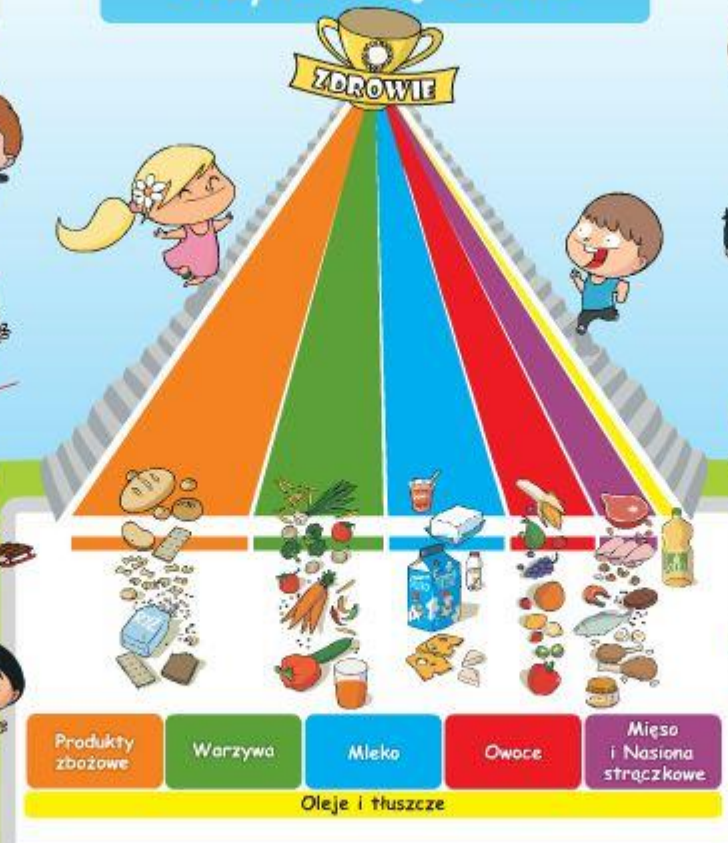 ZDROWIE
Produkty
zbożowe
Warzywa
Mleko
Owoce
Mięso
i Nasiona
strączkowe
Oleje i tłuszcze